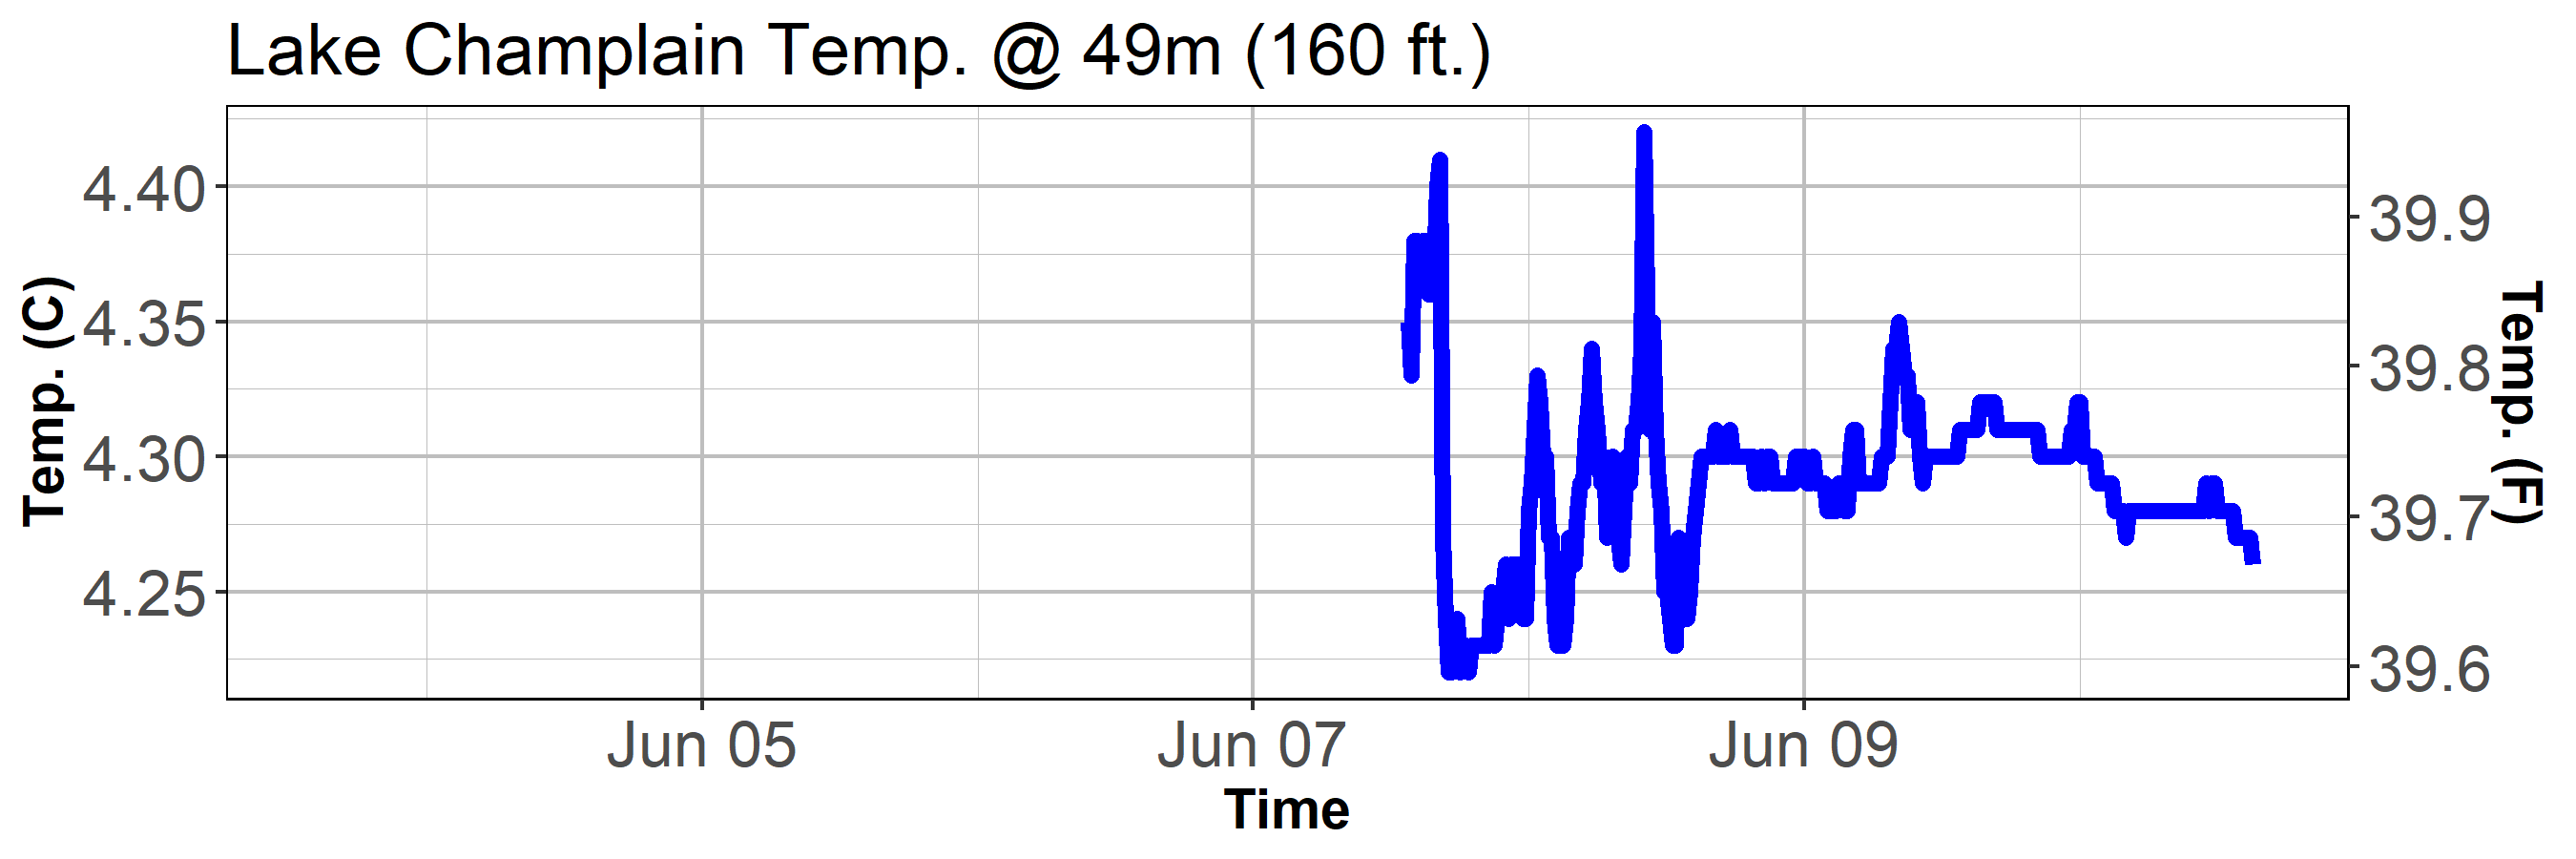 Lake Champlain Temp. @ 49m (160 ft.)
Temp. (C)
4.40
4.35
4.30
4.25
39.9
39.8
39.7
39.6
Temp. (F)
Jun 05
Jun 07
Jun 09
Time